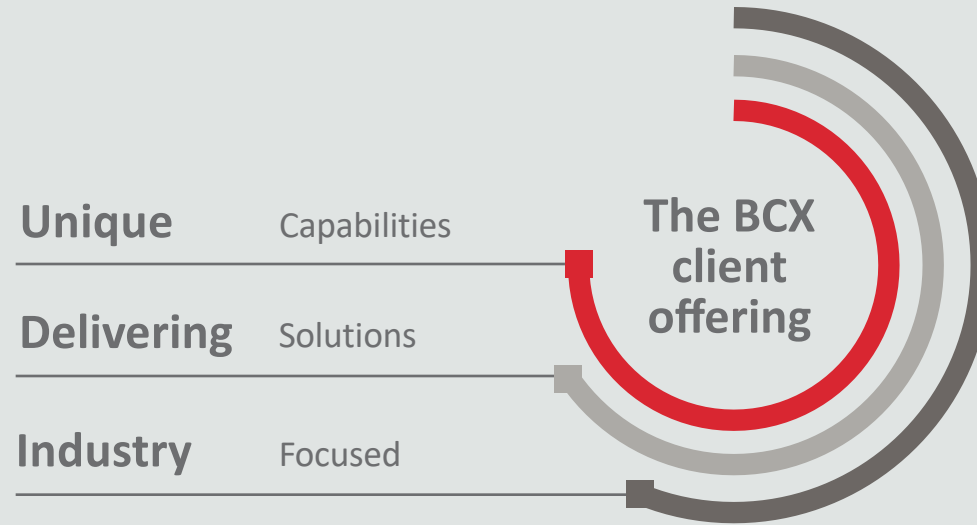 Unique Capabilities
Delivering Solutions
Industry Focused
The BCX
client
offering